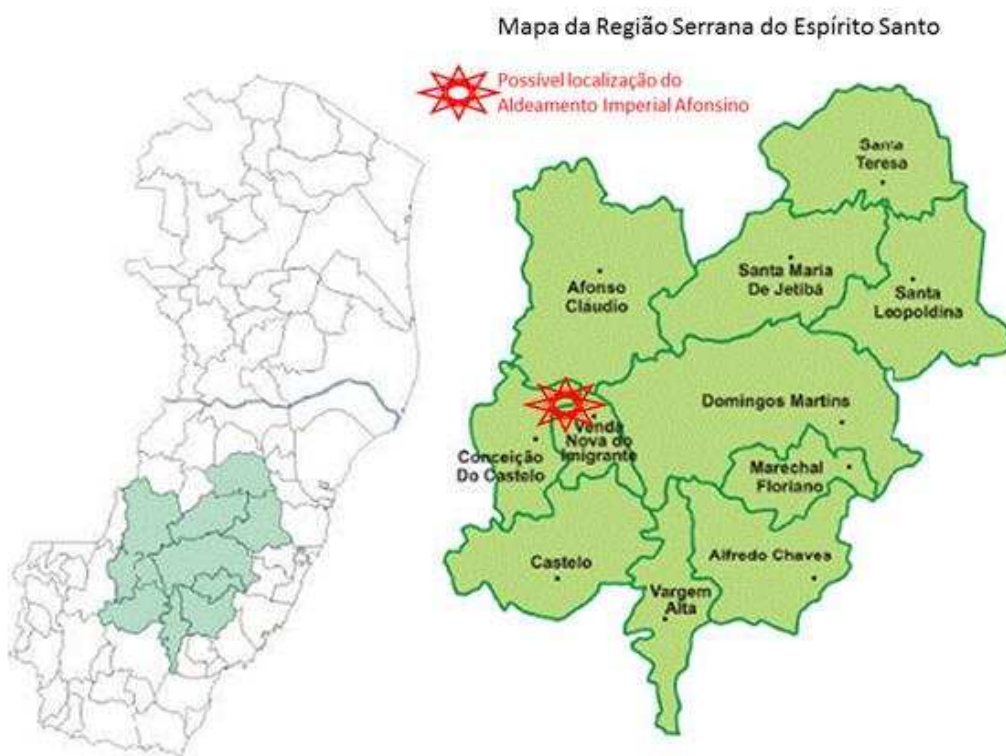 Mapa da Região Serrana do Espírito Santo
Possível localização do
Aldeamento Imperial Afonsino
Santa
Teresa
Afonso
Cláudio
Santa Maria
De Jetibá
Santa
Leopoldina
Domingos Martins
Venda
Nova do
Imigrante
Conceição
Do Castelo
Marechal
Floriano
Castelo
Alfredo Chaves
Vargem
Alta